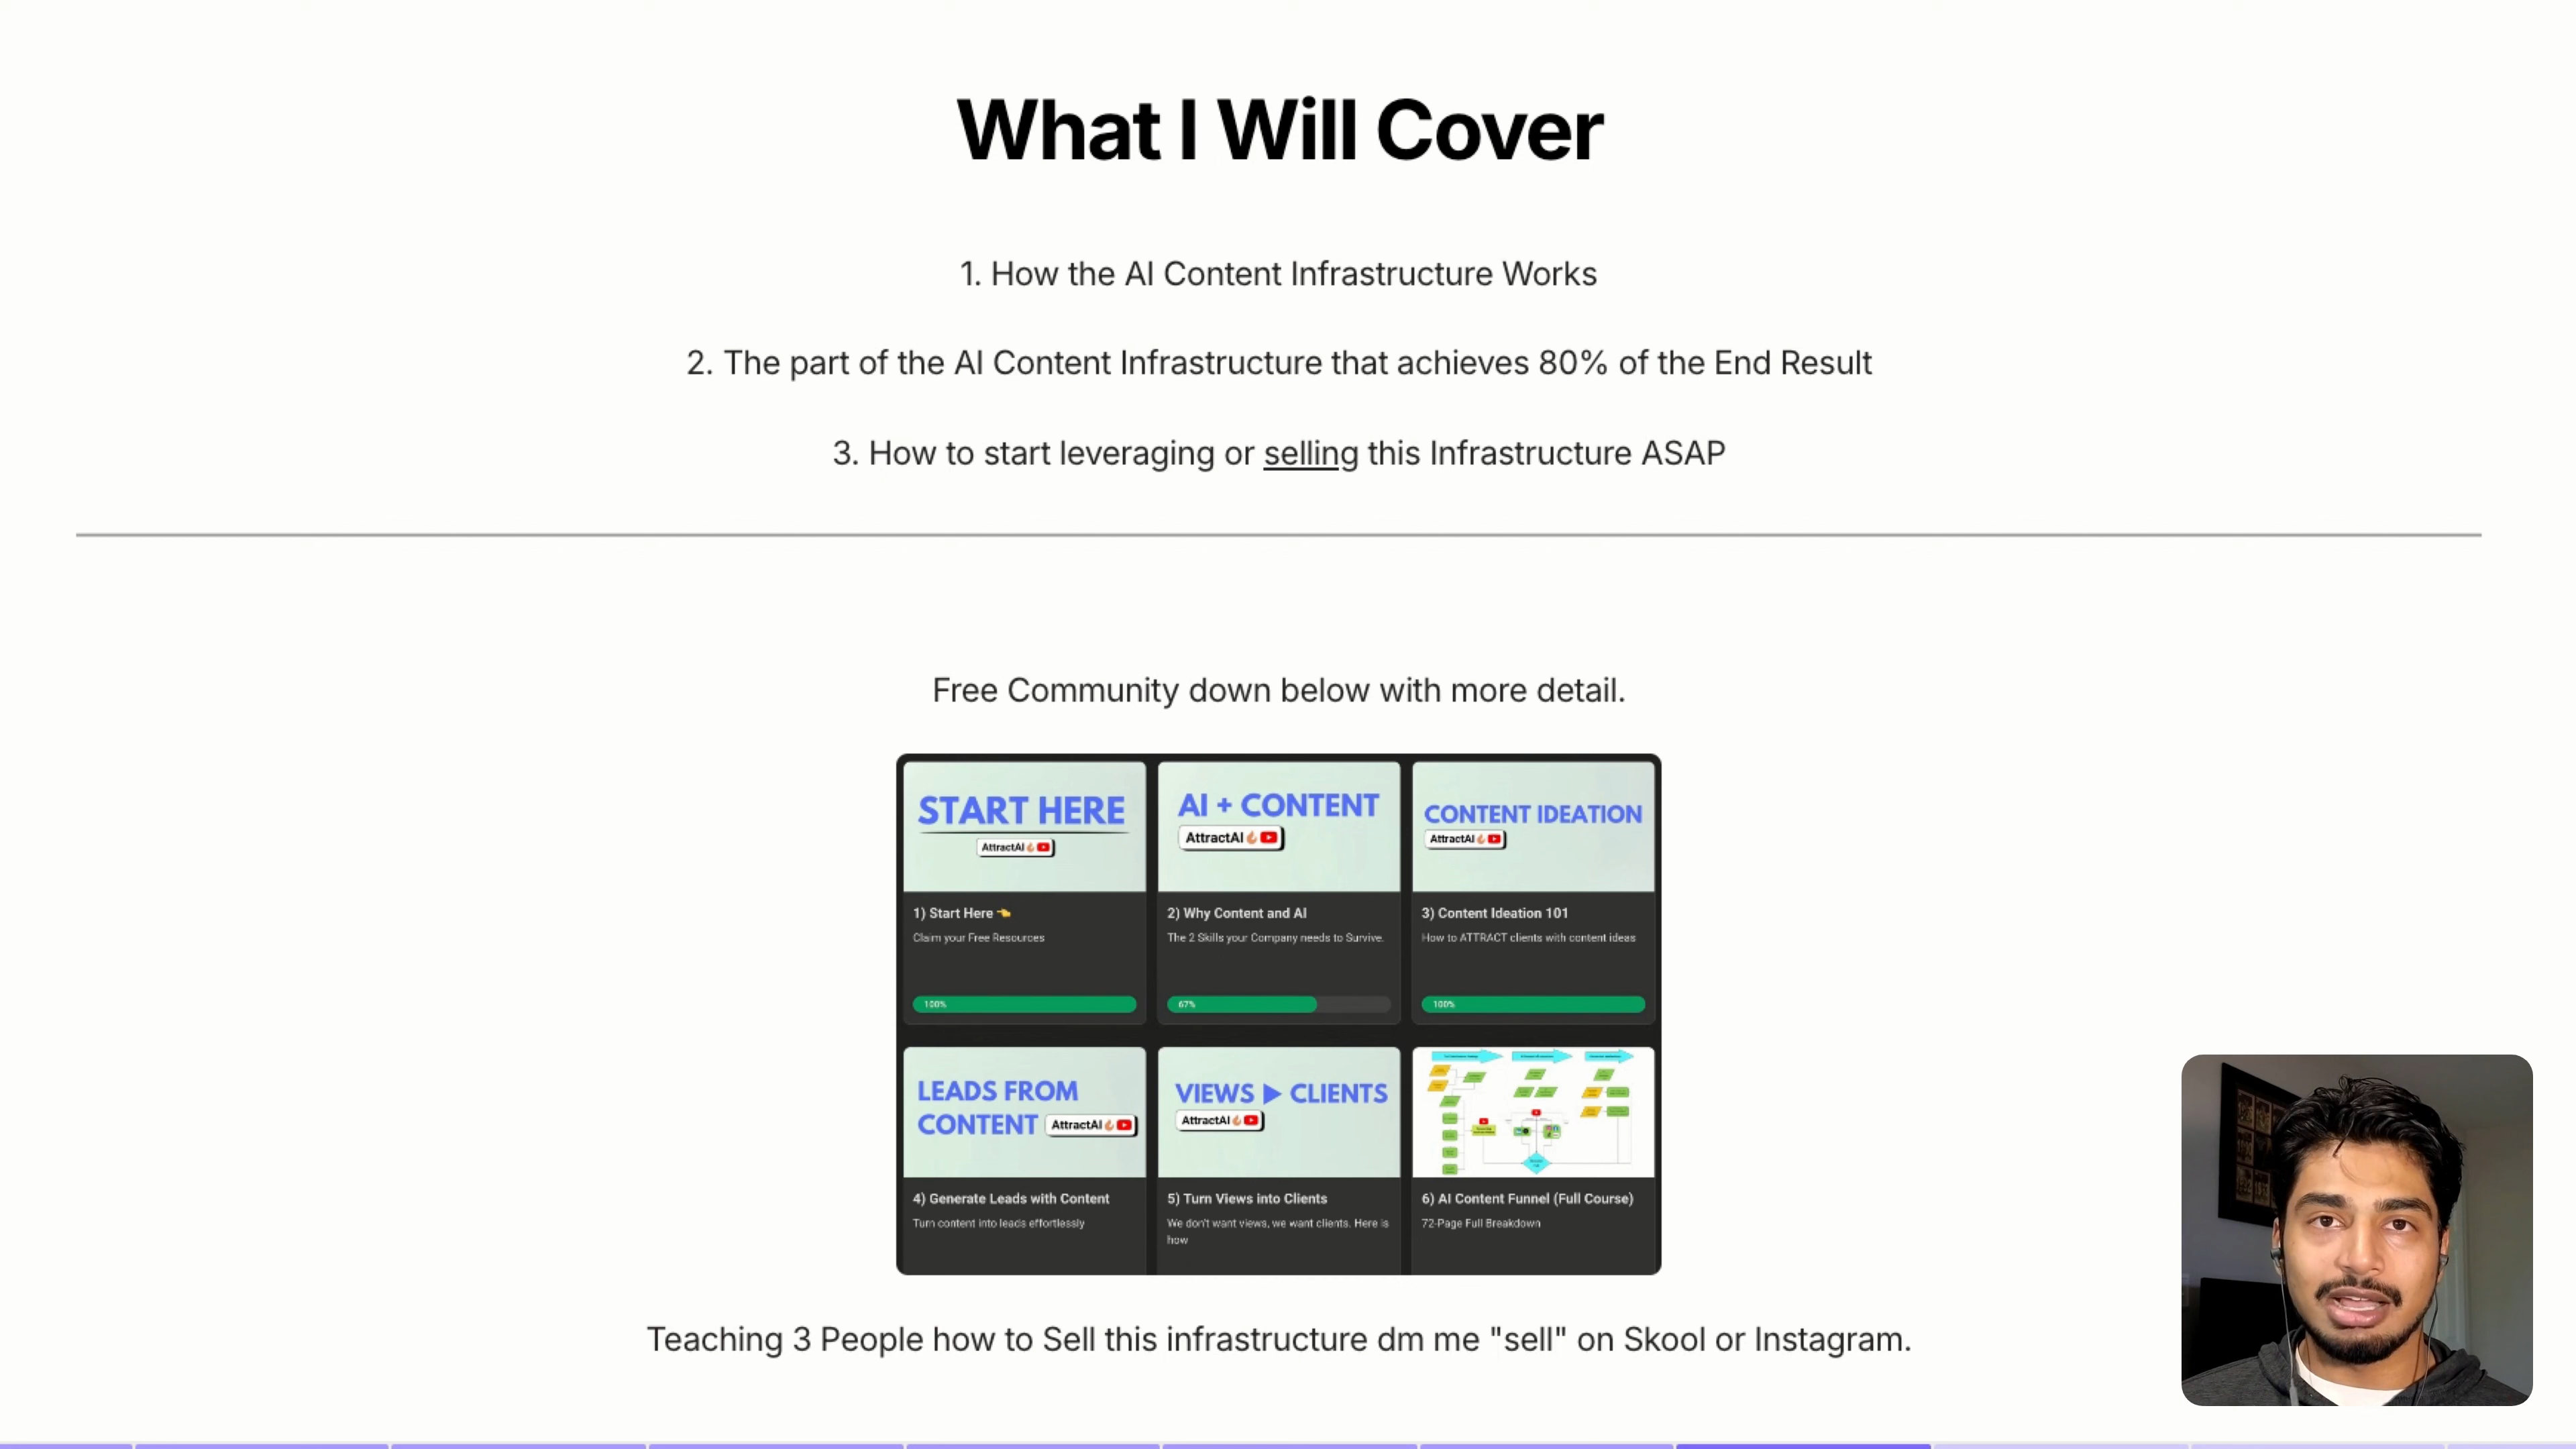 What I Will Cover
1. How the AI Content Infrastructure Works
2. The part of the AI Content Infrastructure that achieves 80% of the End Result
3. How to start leveraging or selling this Infrastructure ASAP
Free Community down below with more detail.
START HERE
AttractAI
AI + CONTENT
AttractAI
CONTENT IDEATION
AttractAI
1) Start Here
Claim your Free Resources
100%
2) Why Content and AI
The 2 Skills your Company needs to Survive.
67%
3) Content Ideation 101
How to ATTRACT clients with content ideas
100%
LEADS FROM
CONTENT AttractAI
VIEWS ▶ CLIENTS
AttractAI
4) Generate Leads with Content
Turn content into leads effortlessly
5) Turn Views into Clients
We don't want views, we want clients. Here is
how
6) AI Content Funnel (Full Course)
72-Page Full Breakdown
Teaching 3 People how to Sell this infrastructure dm me "sell" on Skool or Instagram.